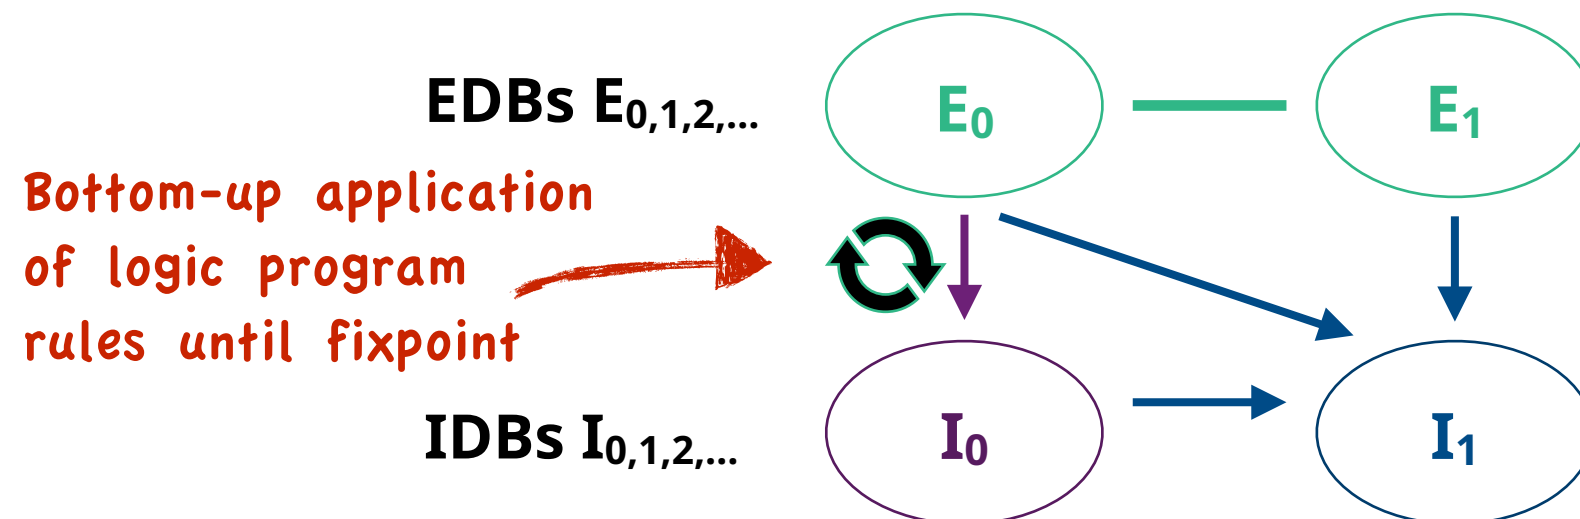 EDBs E0,1,2,...
E0
E1
Bottom-up application
of logic program
rules until fixpoint
IDBs I0,1,2,...
I0
I1